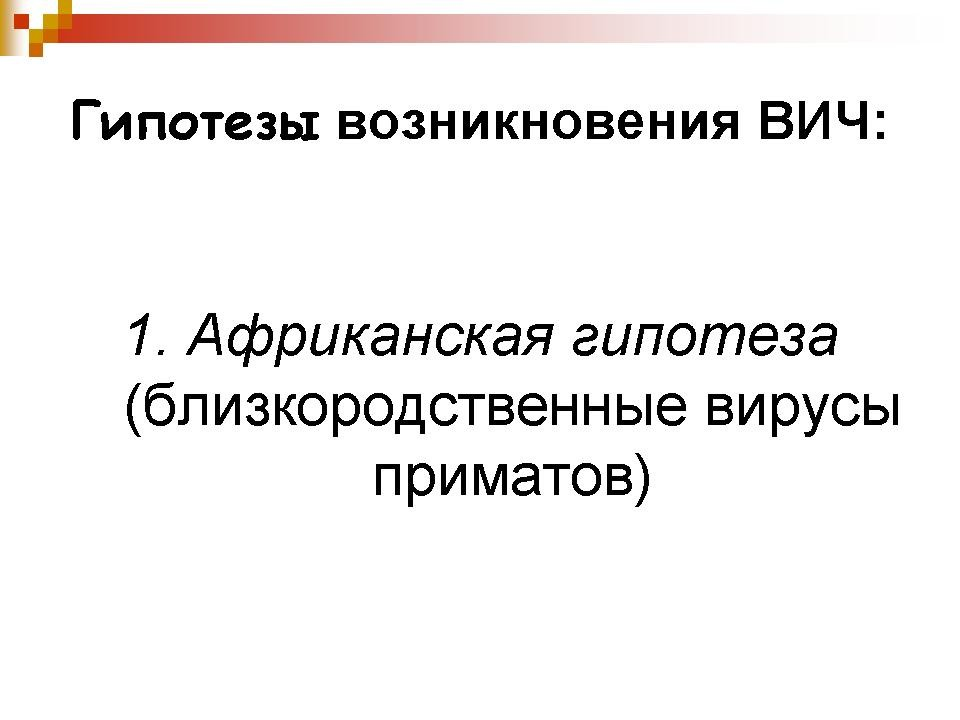 Гипотезы возникновения ВИЧ:
1. Африканская гипотеза
(близкородственные вирусы
приматов)